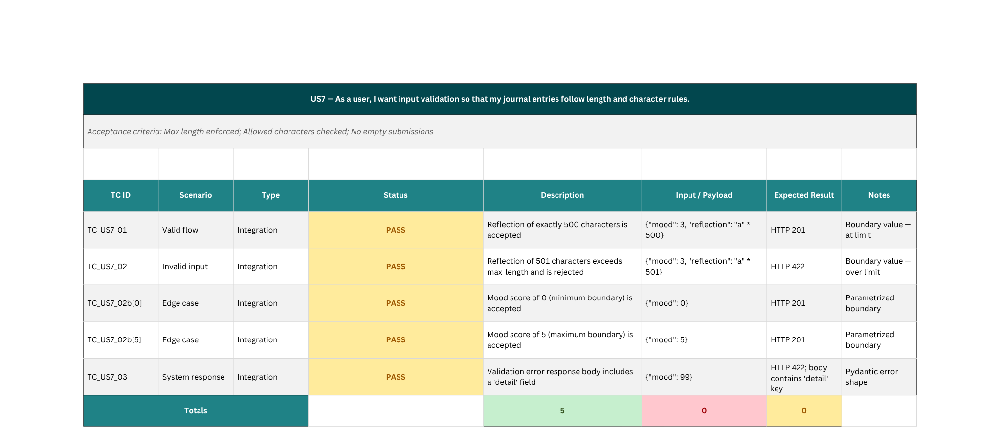 US7 — As a user, I want input validation so that my journal entries follow length and character rules.
Acceptance criteria: Max length enforced; Allowed characters checked; No empty submissions
TC ID Scenario Type Status Description Input / Payload Expected Result Notes
TC_US7_01
Valid flow
Integration
PASS
Reflection of exactly 500 characters is
accepted
{"mood": 3, "reflection": "a" *
500}
HTTP 201
Boundary value —
at limit
TC_US7_02
Invalid input
Integration
PASS
Reflection of 501 characters exceeds
max_length and is rejected
{"mood": 3, "reflection": "a" *
501}
HTTP 422
Boundary value —
over limit
TC_US7_02b[0]
Edge case
Integration
PASS
Mood score of 0 (minimum boundary) is
accepted
{"mood": 0}
HTTP 201
Parametrized
boundary
TC_US7_02b[5]
Edge case
Integration
PASS
Mood score of 5 (maximum boundary) is
accepted
{"mood": 5}
HTTP 201
Parametrized
boundary
TC_US7_03
System response
Integration
PASS
Validation error response body includes
a 'detail' field
{"mood": 99}
HTTP 422; body
contains 'detail'
key
Pydantic error
shape
Totals 5 0 0